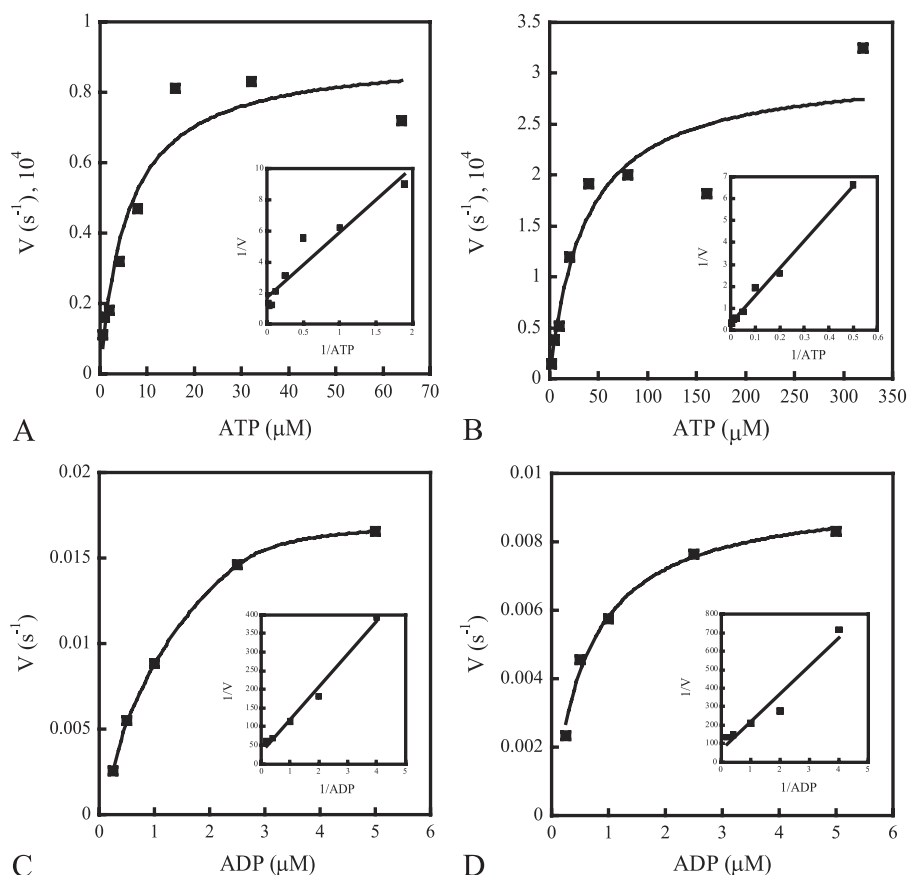 1
0.8
0.6
0.4
0.2
0
V (s-1), 10^4
0 10 20 30 40 50 60 70
ATP (μM)
A
10
8
6
4
2
0
1/V
0 0.5 1 1.5 2
1/ATP
3.5
3
2.5
2
1.5
1
0.5
0
V (s-1), 10^4
0 50 100 150 200 250 300 350
ATP (μM)
B
7
6
5
4
3
2
1
0
1/V
0 0.1 0.2 0.3 0.4 0.5 0.6
1/ATP
0.02
0.015
0.01
0.005
0
V (s-1)
0 1 2 3 4 5 6
ADP (μM)
C
400
350
300
250
200
150
100
50
0
1/V
0 1 2 3 4 5
1/ADP
0.01
0.008
0.006
0.004
0.002
0
V (s-1)
0 1 2 3 4 5 6
ADP (μM)
D
800
700
600
500
400
300
200
100
0
1/V
0 1 2 3 4 5
1/ADP